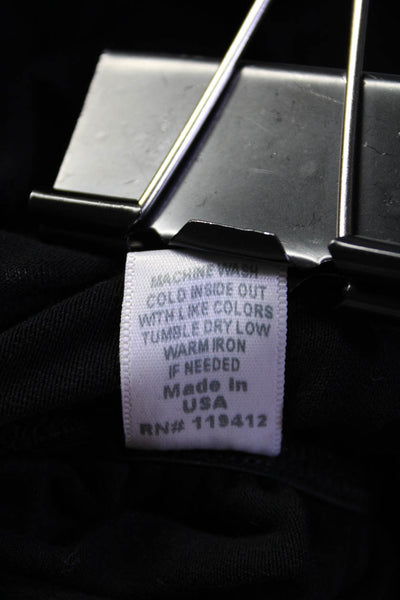 MACHINE WASH
COLD INSIDE OUT
WITH LIKE COLORS
TUMBLE DRY LOW
WARM IRON
IF NEEDED
Made In
USA
RN# 119412